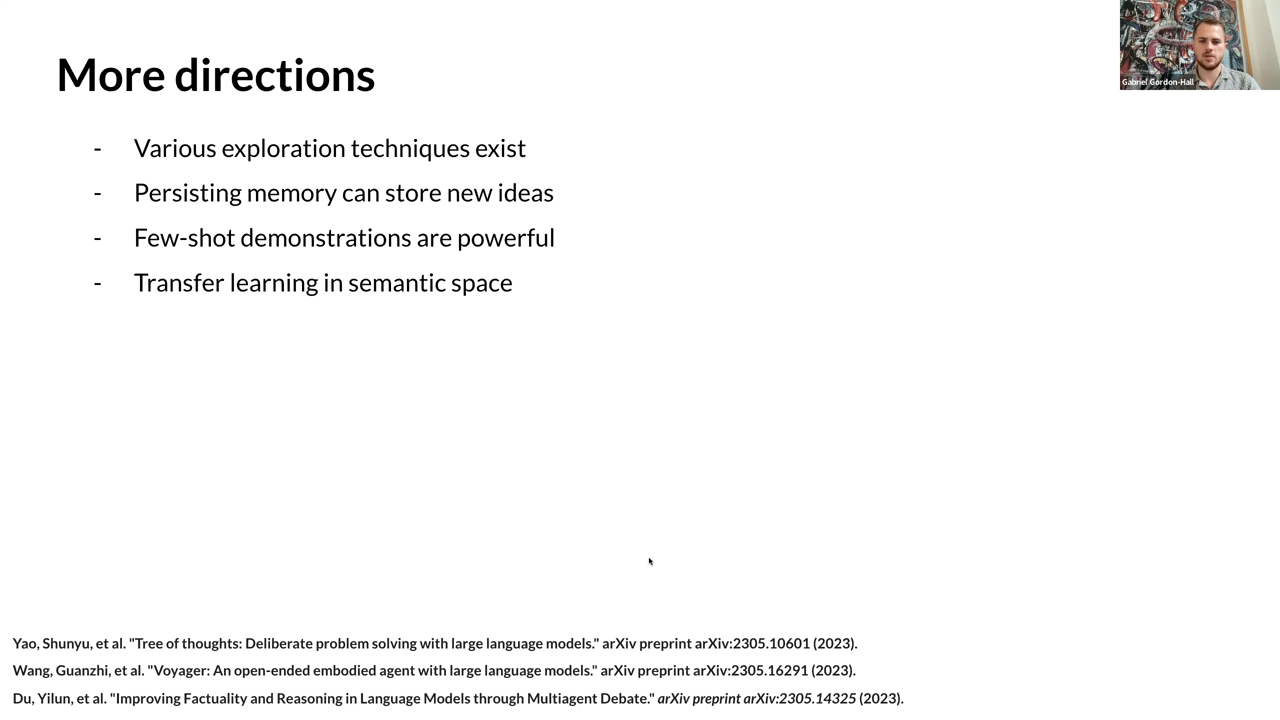 More directions
Gabriel Gordon-Hall
- Various exploration techniques exist
- Persisting memory can store new ideas
- Few-shot demonstrations are powerful
- Transfer learning in semantic space
Yao, Shunyu, et al. "Tree of thoughts: Deliberate problem solving with large language models." arXiv preprint arXiv:2305.10601 (2023).
Wang, Guanzhi, et al. "Voyager: An open-ended embodied agent with large language models." arXiv preprint arXiv:2305.16291 (2023).
Du, Yilun, et al. "Improving Factuality and Reasoning in Language Models through Multiagent Debate." arXiv preprint arXiv:2305.14325 (2023).